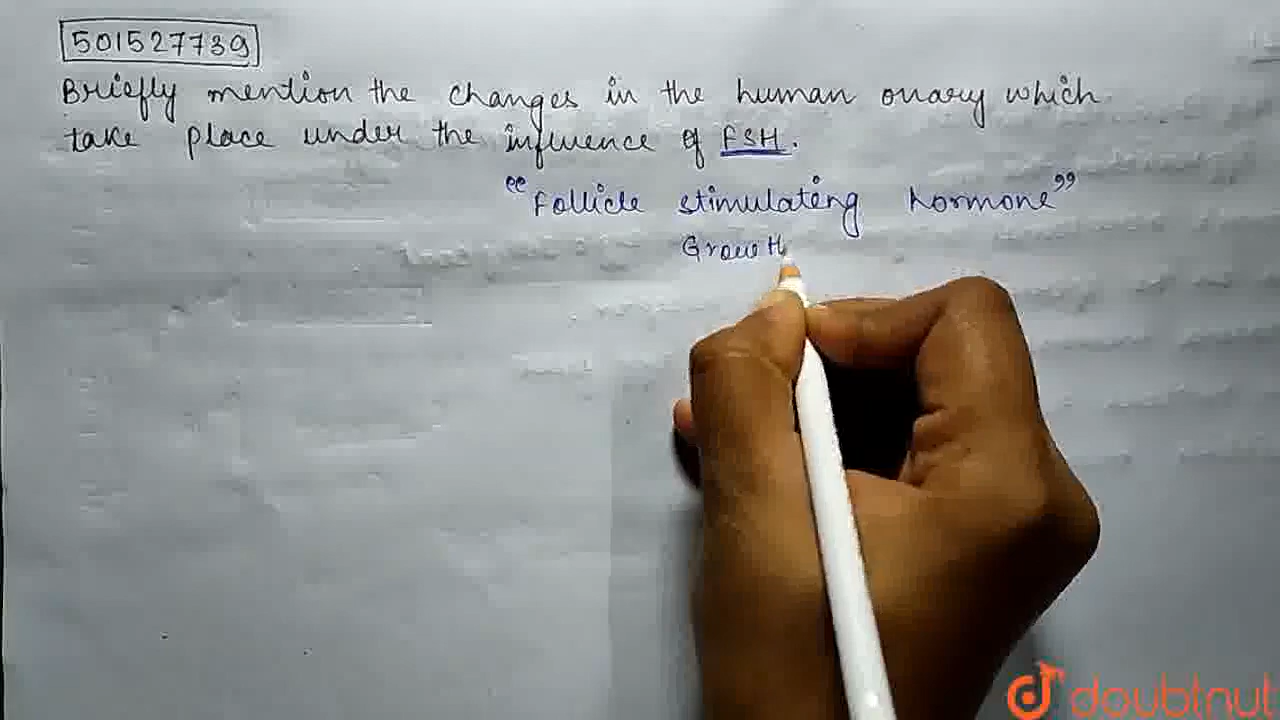 501527739
Briefly mention the changes in the human ovary which
take place under the influence of FSH.
"Follicle stimulating hormone"
Growth
doubtnut